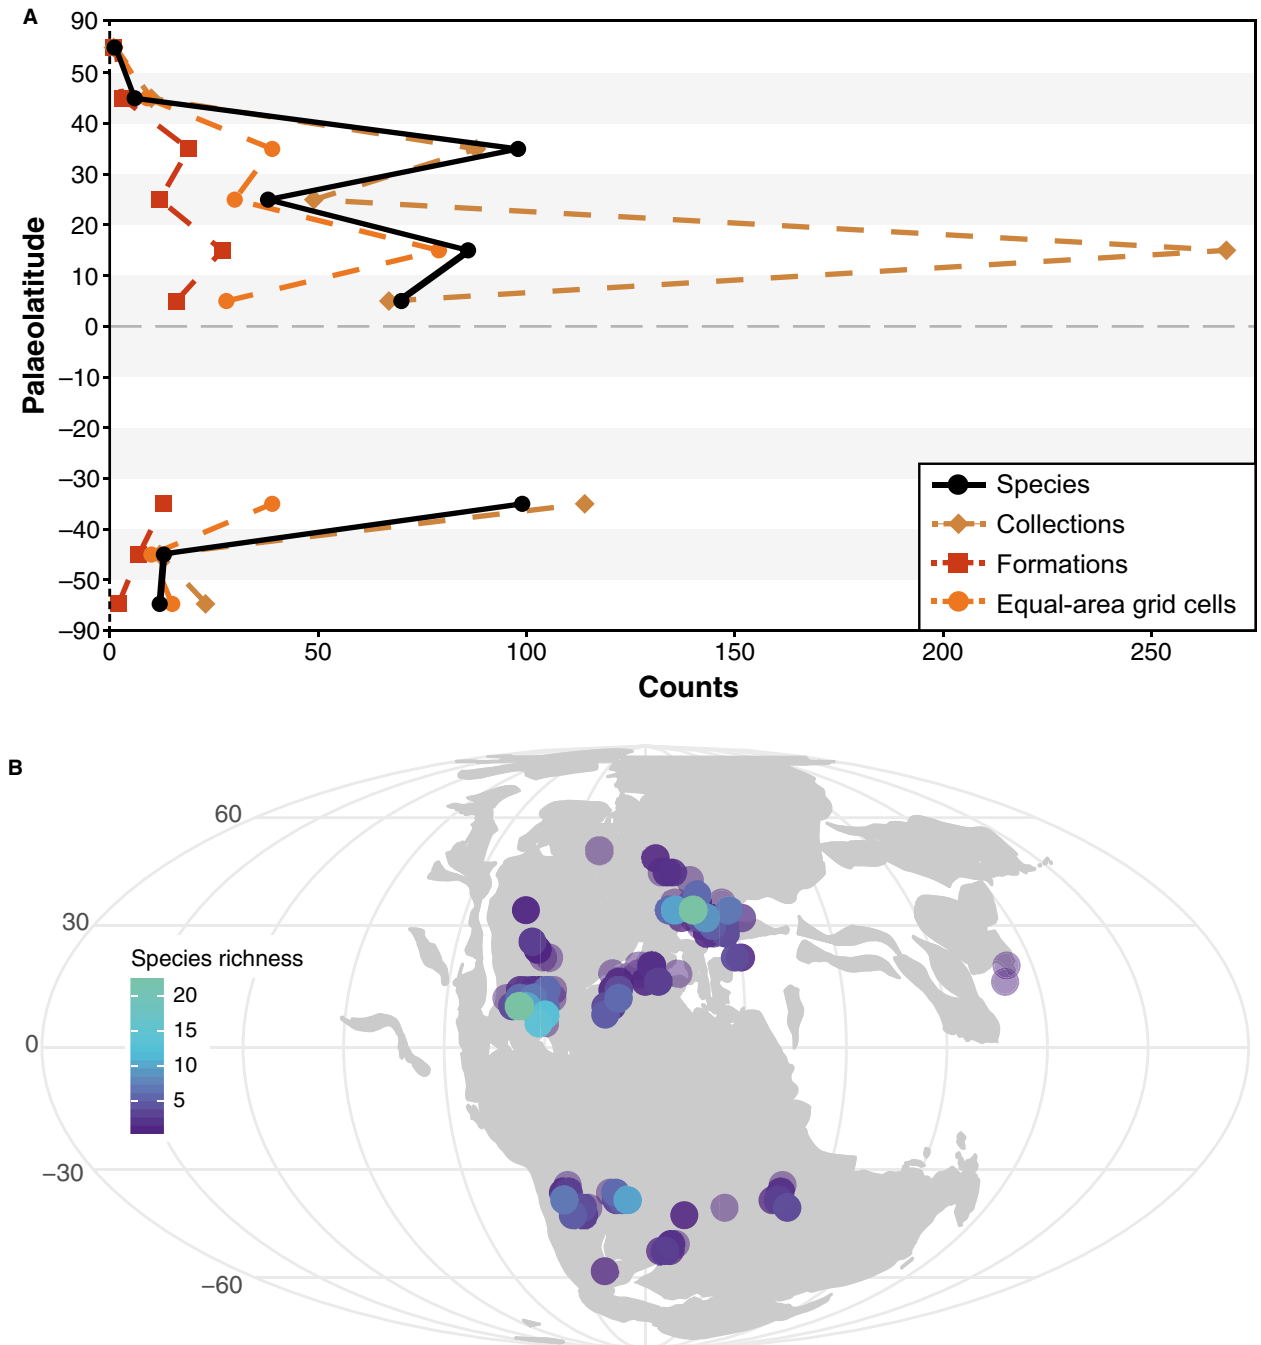 A
90
50
40
30
20
10
0
–10
–20
–30
–40
–50
–90
Palaeolatitude
0 50 100 150 200 250
Counts
Species
Collections
Formations
Equal-area grid cells
B
60
30
0
–30
–60
Species richness
20
15
10
5